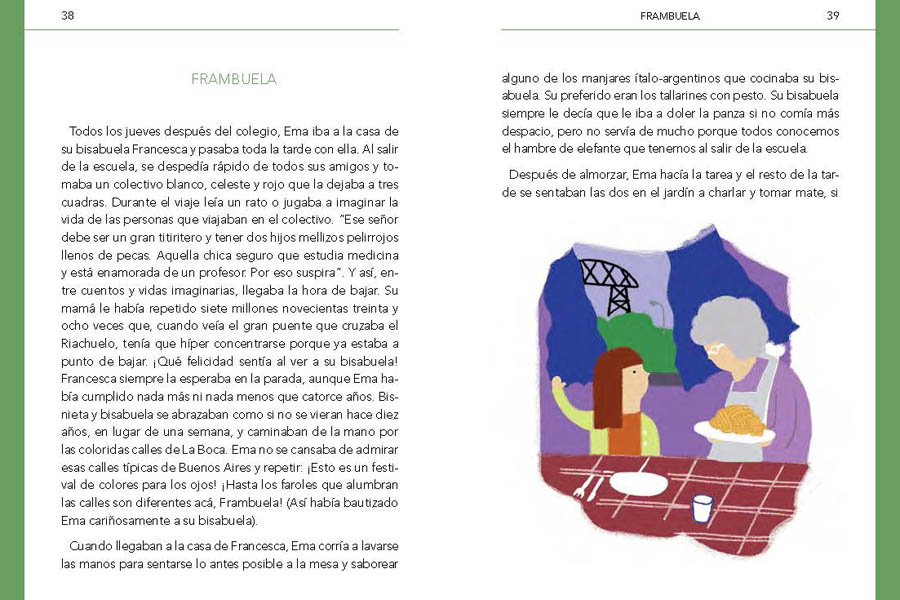 38
FRAMBUELA
Todos los jueves después del colegio, Ema iba a la casa de
su bisabuela Francesca y pasaba toda la tarde con ella. Al salir
de la escuela, se despedía rápido de todos sus amigos y to-
maba un colectivo blanco, celeste y rojo que la dejaba a tres
cuadras. Durante el viaje leía un rato o jugaba a imaginar la
vida de las personas que viajaban en el colectivo. “Ese señor
debe ser un gran titiritero y tener dos hijos mellizos pelirrojos
llenos de pecas. Aquella chica seguro que estudia medicina
y está enamorada de un profesor. Por eso suspira”. Y así, en-
tre cuentos y vidas imaginarias, llegaba la hora de bajar. Su
mamá le había repetido siete millones novecientas treinta y
ocho veces que, cuando veía el gran puente que cruzaba el
Riachuelo, tenía que híper concentrarse porque ya estaba a
punto de bajar. ¡Qué felicidad sentía al ver a su bisabuela!
Francesca siempre la esperaba en la parada, aunque Ema ha-
bía cumplido nada más ni nada menos que catorce años. Bis-
nieta y bisabuela se abrazaban como si no se vieran hace diez
años, en lugar de una semana, y caminaban de la mano por
las coloridas calles de La Boca. Ema no se cansaba de admirar
esas calles típicas de Buenos Aires y repetir: ¡Esto es un festi-
val de colores para los ojos! ¡Hasta los faroles que alumbran
las calles son diferentes acá, Frambuela! (Así había bautizado
Ema cariñosamente a su bisabuela).
Cuando llegaban a la casa de Francesca, Ema corría a lavarse
las manos para sentarse lo antes posible a la mesa y saborear
FRAMBUELA
39
alguno de los manjares ítalo-argentinos que cocinaba su bis-
abuela. Su preferido eran los tallarines con pesto. Su bisabuela
siempre le decía que le iba a doler la panza si no comía más
despacio, pero no servía de mucho porque todos conocemos
el hambre de elefante que tenemos al salir de la escuela.
Después de almorzar, Ema hacía la tarea y el resto de la tar-
de se sentaban las dos en el jardín a charlar y tomar mate, si